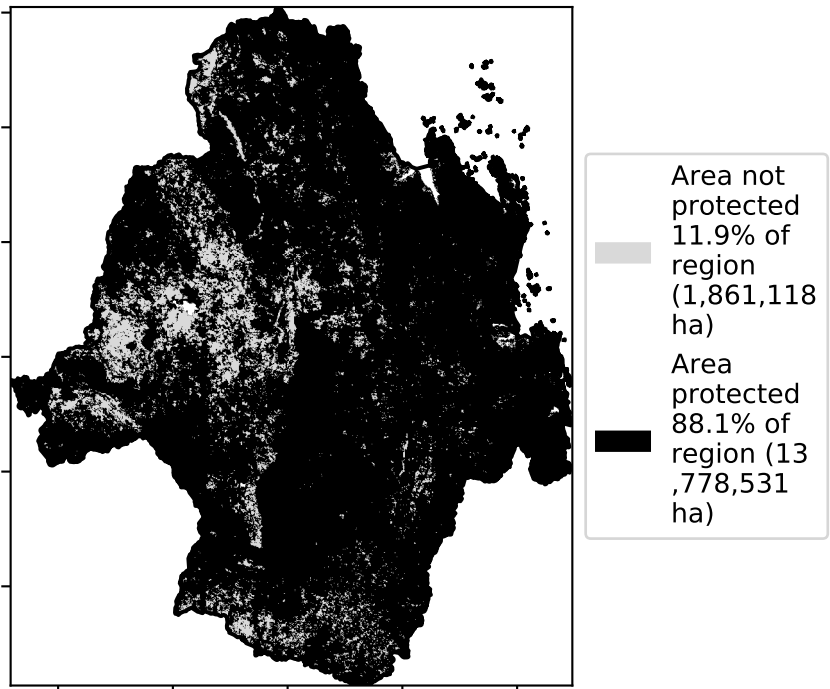 Area not
protected
11.9% of
region
(1,861,118
ha)
Area
protected
88.1% of
region (13
,778,531
ha)